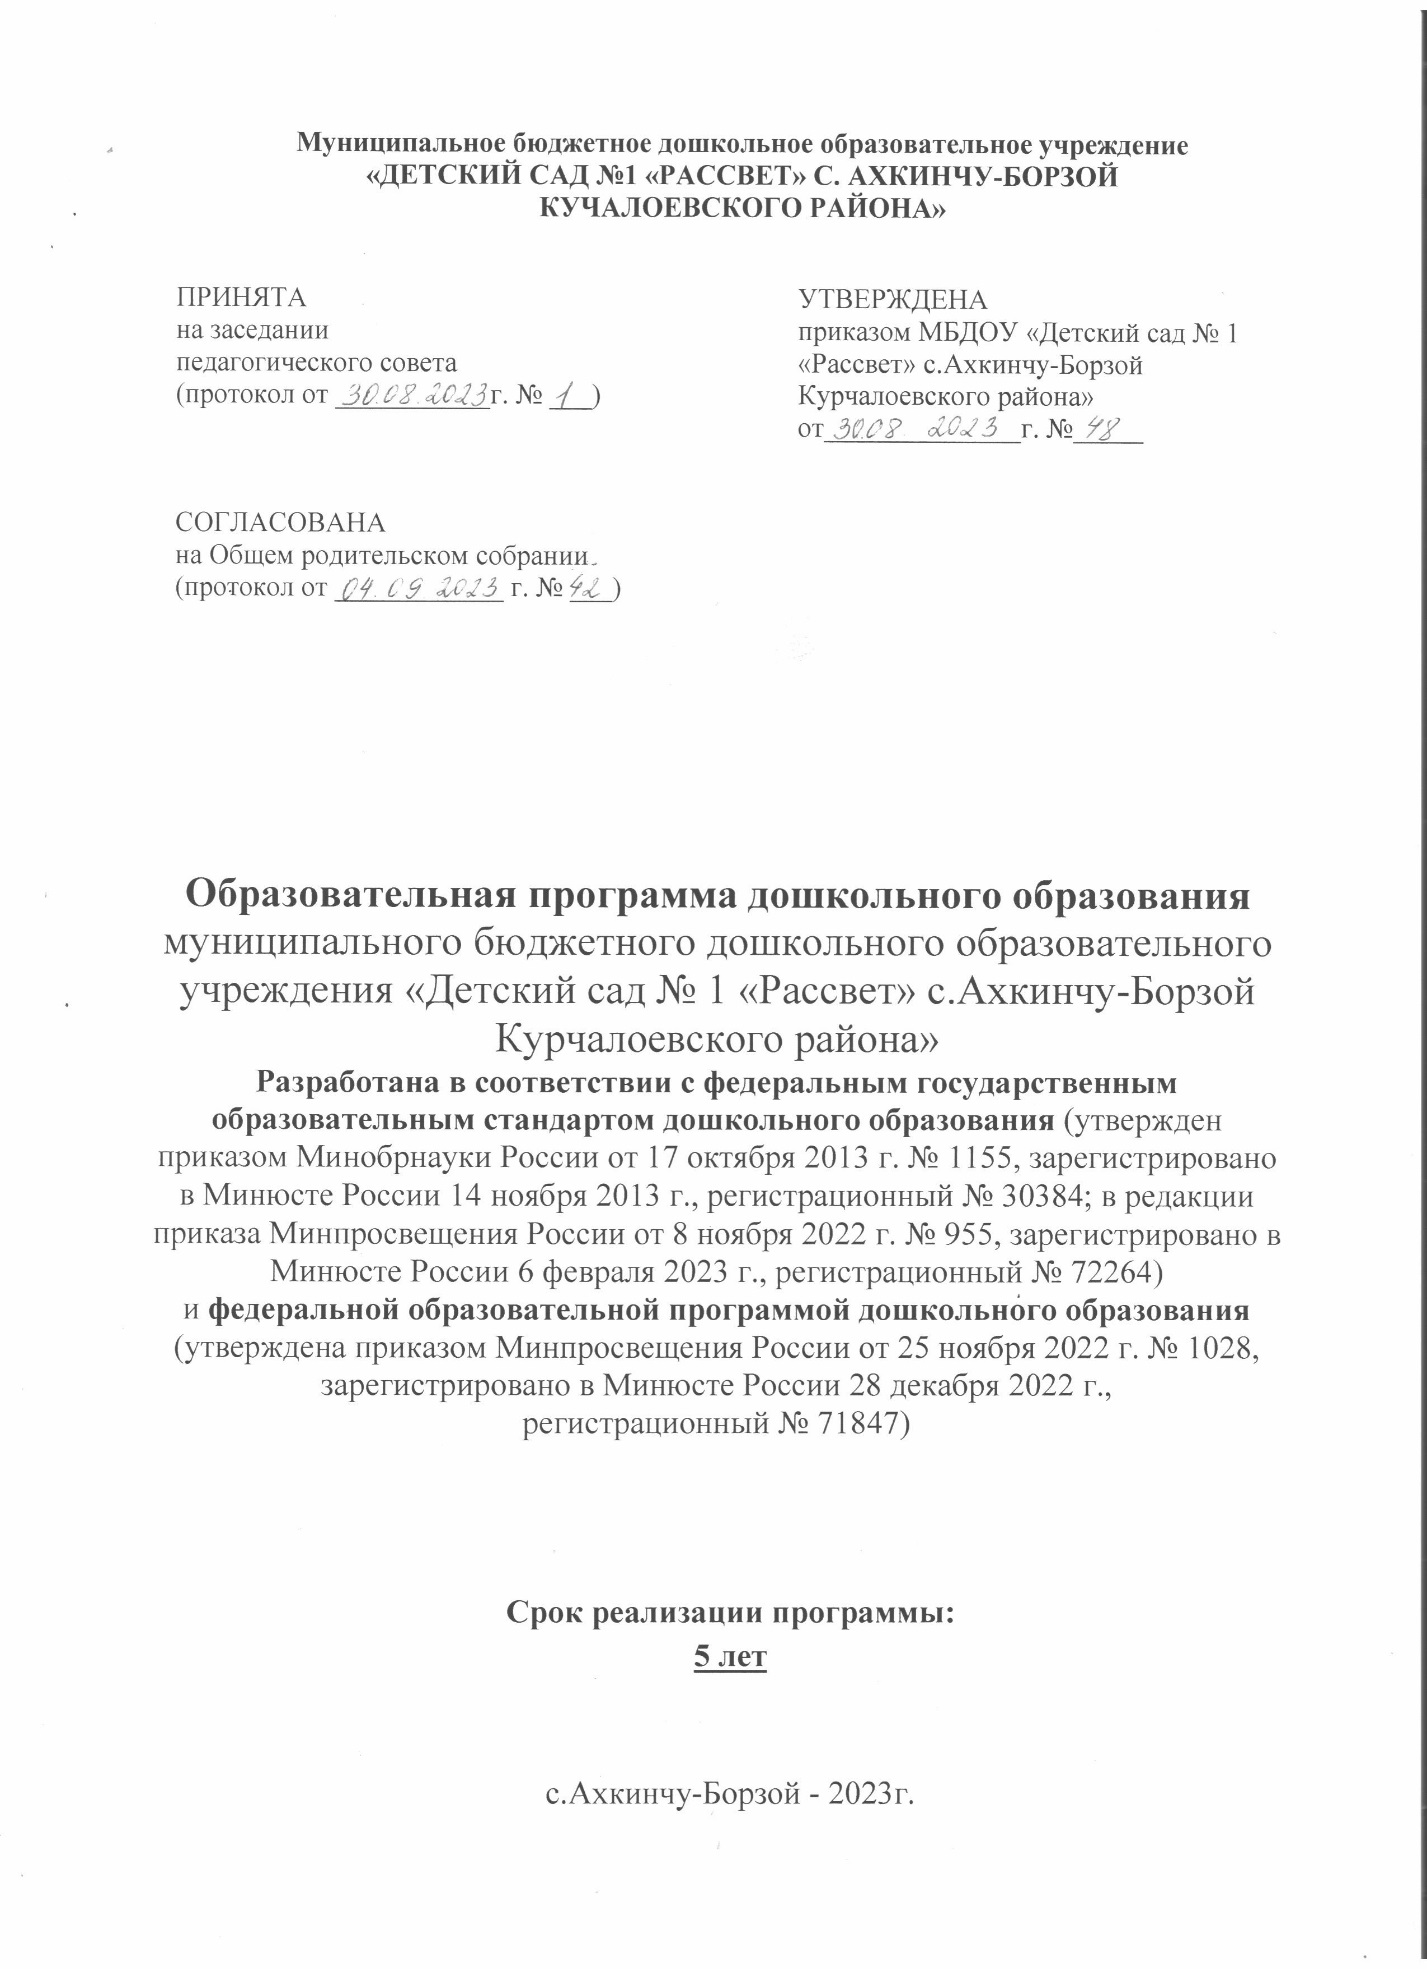 Муниципальное бюджетное дошкольное образовательное учреждение
«ДЕТСКИЙ САД №1 «РАССВЕТ» С. АХКИНЧУ-БОРЗОЙ
КУЧАЛОЕВСКОГО РАЙОНА»
ПРИНЯТА
на заседании
педагогического совета
(протокол от 30.08.2023г. № 1)
УТВЕРЖДЕНА
приказом МБДОУ «Детский сад № 1
«Рассвет» с.Ахкинчу-Борзой
Курчалоевского района»
от 30.08 2023 г. № 48
СОГЛАСОВАНА
на Общем родительском собрании.
(протокол от 04.09 2023 г. № 42)
Образовательная программа дошкольного образования
муниципального бюджетного дошкольного образовательного
учреждения «Детский сад № 1 «Рассвет» с.Ахкинчу-Борзой
Курчалоевского района»
Разработана в соответствии с федеральным государственным
образовательным стандартом дошкольного образования (утвержден
приказом Минобрнауки России от 17 октября 2013 г. № 1155, зарегистрировано
в Минюсте России 14 ноября 2013 г., регистрационный № 30384; в редакции
приказа Минпросвещения России от 8 ноября 2022 г. № 955, зарегистрировано в
Минюсте России 6 февраля 2023 г., регистрационный № 72264)
и федеральной образовательной программой дошкольного образования
(утверждена приказом Минпросвещения России от 25 ноября 2022 г. № 1028,
зарегистрировано в Минюсте России 28 декабря 2022 г.,
регистрационный № 71847)
Срок реализации программы:
5 лет
с.Ахкинчу-Борзой - 2023г.